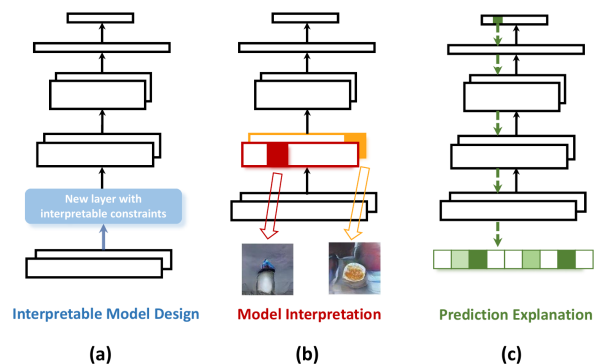 New layer with
interpretable constraints
Interpretable Model Design
Model Interpretation
Prediction Explanation
(a)
(b)
(c)